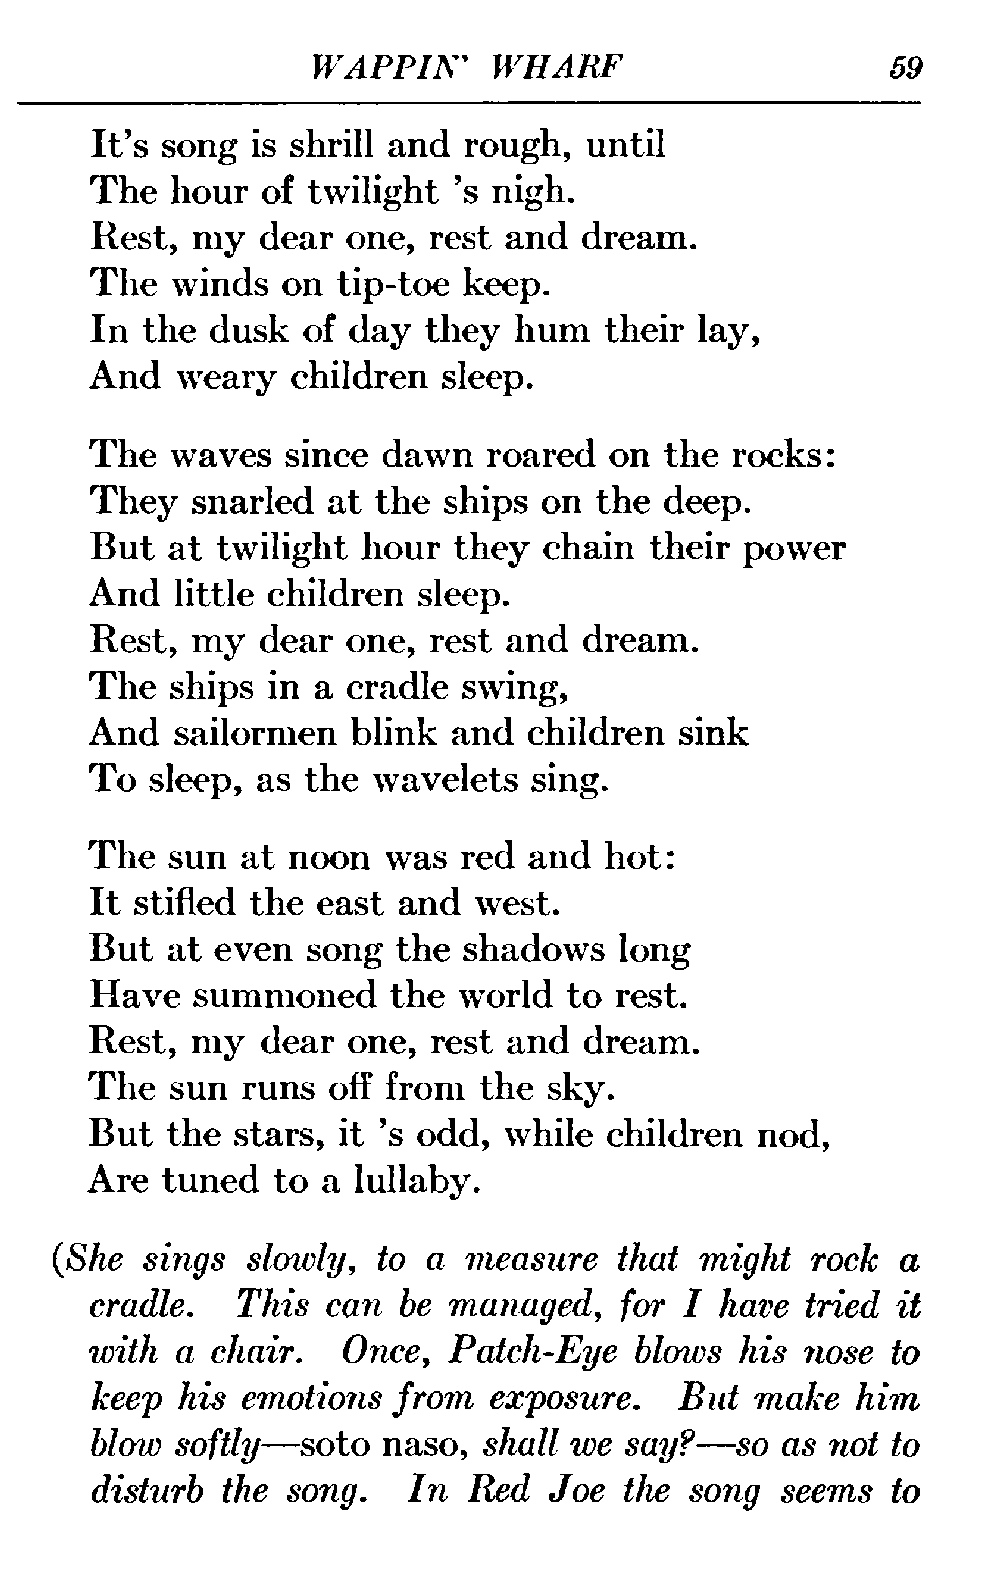 WAPPIN' WHARF 59
It's song is shrill and rough, until
The hour of twilight 's nigh.
Rest, my dear one, rest and dream.
The winds on tip-toe keep.
In the dusk of day they hum their lay,
And weary children sleep.
The waves since dawn roared on the rocks:
They snarled at the ships on the deep.
But at twilight hour they chain their power
And little children sleep.
Rest, my dear one, rest and dream.
The ships in a cradle swing,
And sailormen blink and children sink
To sleep, as the wavelets sing.
The sun at noon was red and hot:
It stifled the east and west.
But at even song the shadows long
Have summoned the world to rest.
Rest, my dear one, rest and dream.
The sun runs off from the sky.
But the stars, it 's odd, while children nod,
Are tuned to a lullaby.
(She sings slowly, to a measure that might rock a
cradle. This can be managed, for I have tried it
with a chair. Once, Patch-Eye blows his nose to
keep his emotions from exposure. But make him
blow softly—soto naso, shall we say?—so as not to
disturb the song. In Red Joe the song seems to